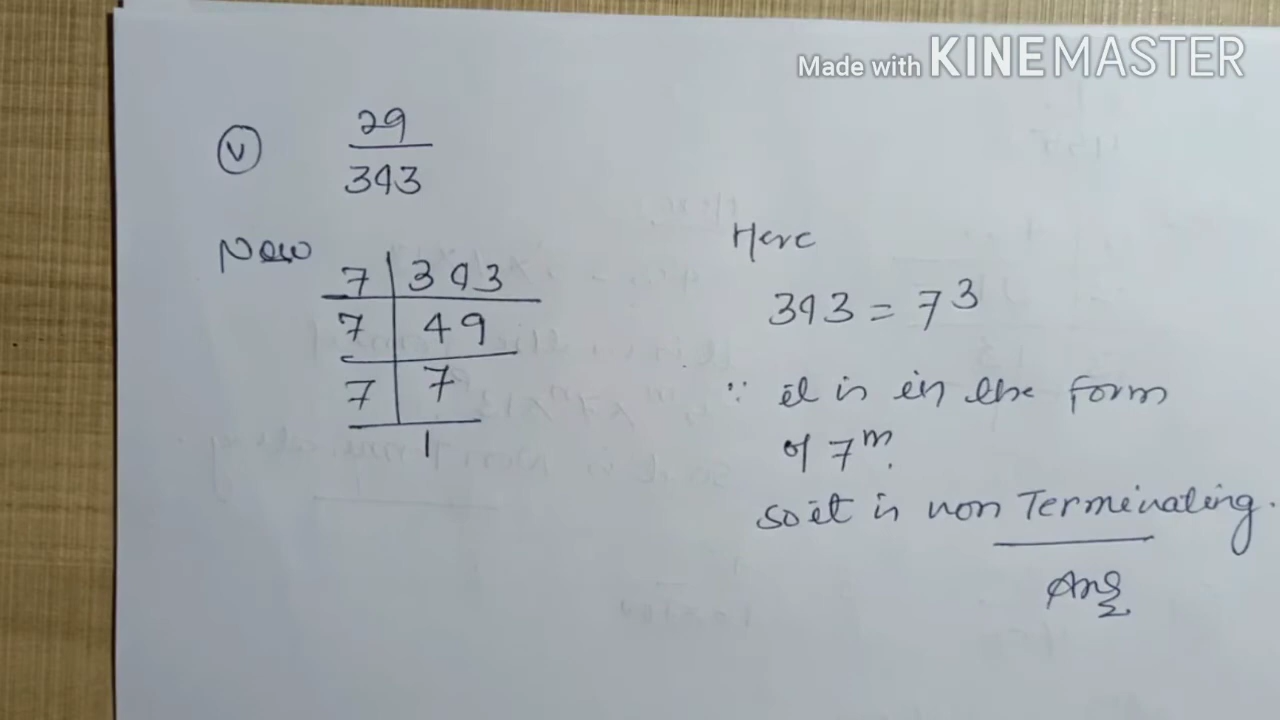 Made with KINEMASTER
(v) 29/343
Now
7 | 343
7 | 49
7 | 7
1
Here
343 = 7³
∵ it is in the form
of 7ᵐ.
so it is non Terminating.
Ans